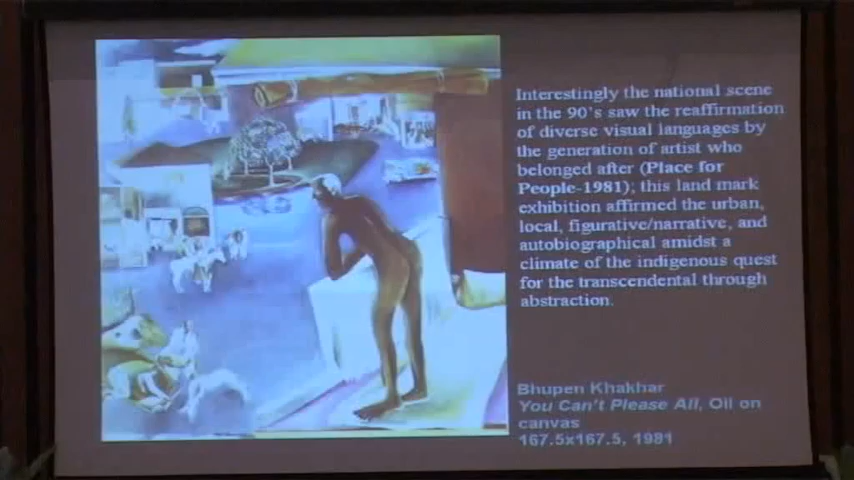 Interestingly the national scene
in the 90's saw the reaffirmation
of diverse visual languages by
the generation of artist who
belonged after (Place for
People-1981); this land mark
exhibition affirmed the urban,
local, figurative/narrative, and
autobiographical amidst a
climate of the indigenous quest
for the transcendental through
abstraction.
Bhupen Khakhar
You Can't Please All, Oil on
canvas
167.5x167.5, 1981